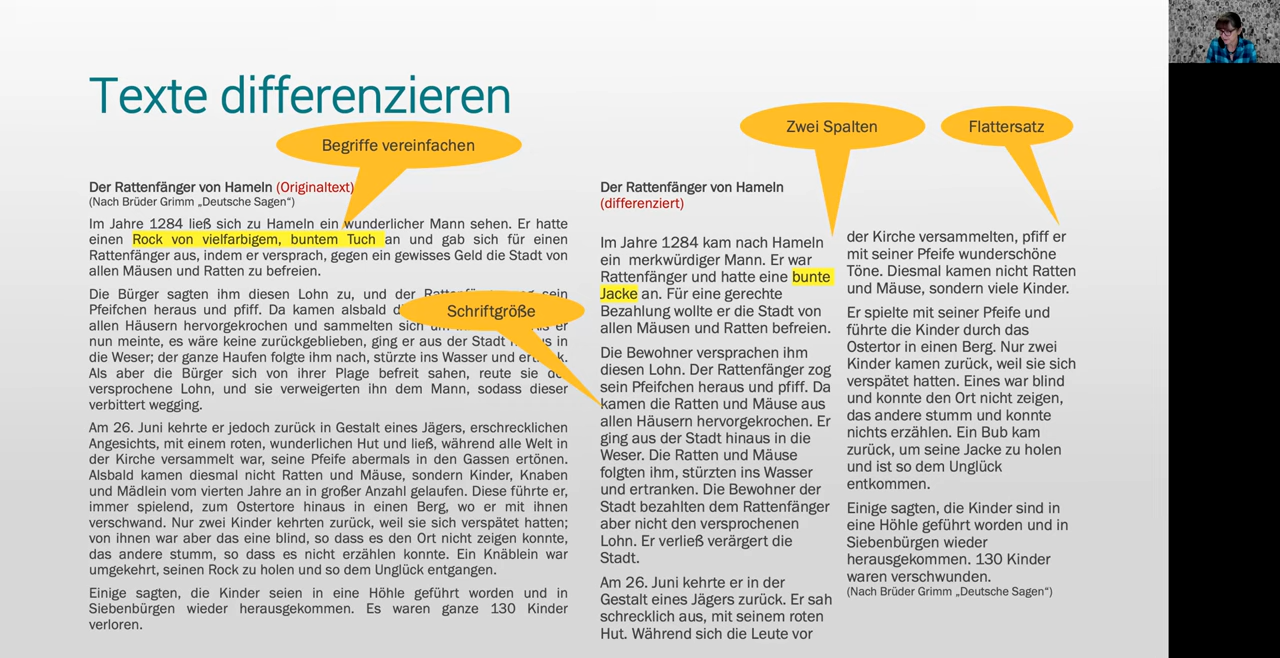 Texte differenzieren
Begriffe vereinfachen
Zwei Spalten
Flattersatz
Schriftgröße
Der Rattenfänger von Hameln (Originaltext)
(Nach Brüder Grimm „Deutsche Sagen“)
Im Jahre 1284 ließ sich zu Hameln ein wunderlicher Mann sehen. Er hatte
einen Rock von vielfarbigem, buntem Tuch an und gab sich für einen
Rattenfänger aus, indem er versprach, gegen ein gewisses Geld die Stadt von
allen Mäusen und Ratten zu befreien.
Die Bürger sagten ihm diesen Lohn zu, und der sein
Pfeifchen heraus und pfiff. Da kamen alsbald
allen Häusern hervorgekrochen und sammelten sich er
nun meinte, es wäre keine zurückgeblieben, ging er aus der Stadt in
die Weser; der ganze Haufen folgte ihm nach, stürzte ins Wasser und
Als aber die Bürger sich von ihrer Plage befreit sahen, reute sie
versprochene Lohn, und sie verweigerten ihn dem Mann, sodass dieser
verbittert wegging.
Am 26. Juni kehrte er jedoch zurück in Gestalt eines Jägers, erschrecklichen
Angesichts, mit einem roten, wunderlichen Hut und ließ, während alle Welt in
der Kirche versammelt war, seine Pfeife abermals in den Gassen ertönen.
Alsbald kamen diesmal nicht Ratten und Mäuse, sondern Kinder, Knaben
und Mädlein vom vierten Jahre an in großer Anzahl gelaufen. Diese führte er,
immer spielend, zum Ostertore hinaus in einen Berg, wo er mit ihnen
verschwand. Nur zwei Kinder kehrten zurück, weil sie sich verspätet hatten;
von ihnen war aber das eine blind, so dass es den Ort nicht zeigen konnte,
das andere stumm, so dass es nicht erzählen konnte. Ein Knäblein war
umgekehrt, seinen Rock zu holen und so dem Unglück entgangen.
Einige sagten, die Kinder seien in eine Höhle geführt worden und in
Siebenbürgen wieder herausgekommen. Es waren ganze 130 Kinder
verloren.
Der Rattenfänger von Hameln
(differenziert)
Im Jahre 1284 kam nach Hameln
ein merkwürdiger Mann. Er war
Rattenfänger und hatte eine bunte
Jacke an. Für eine gerechte
Bezahlung wollte er die Stadt von
allen Mäusen und Ratten befreien.
Die Bewohner versprachen ihm
diesen Lohn. Der Rattenfänger zog
sein Pfeifchen heraus und pfiff. Da
kamen die Ratten und Mäuse aus
allen Häusern hervorgekrochen. Er
ging aus der Stadt hinaus in die
Weser. Die Ratten und Mäuse
folgten ihm, stürzten ins Wasser
und ertranken. Die Bewohner der
Stadt bezahlten dem Rattenfänger
aber nicht den versprochenen
Lohn. Er verließ verärgert die
Stadt.
Am 26. Juni kehrte er in der
Gestalt eines Jägers zurück. Er sah
schrecklich aus, mit seinem roten
Hut. Während sich die Leute vor
der Kirche versammelten, pfiff er
mit seiner Pfeife wunderschöne
Töne. Diesmal kamen nicht Ratten
und Mäuse, sondern viele Kinder.
Er spielte mit seiner Pfeife und
führte die Kinder durch das
Ostertor in einen Berg. Nur zwei
Kinder kamen zurück, weil sie sich
verspätet hatten. Eines war blind
und konnte den Ort nicht zeigen,
das andere stumm und konnte
nichts erzählen. Ein Bub kam
zurück, um seine Jacke zu holen
und ist so dem Unglück
entkommen.
Einige sagten, die Kinder sind in
eine Höhle geführt worden und in
Siebenbürgen wieder
herausgekommen. 130 Kinder
waren verschwunden.
(Nach Brüder Grimm „Deutsche Sagen“)